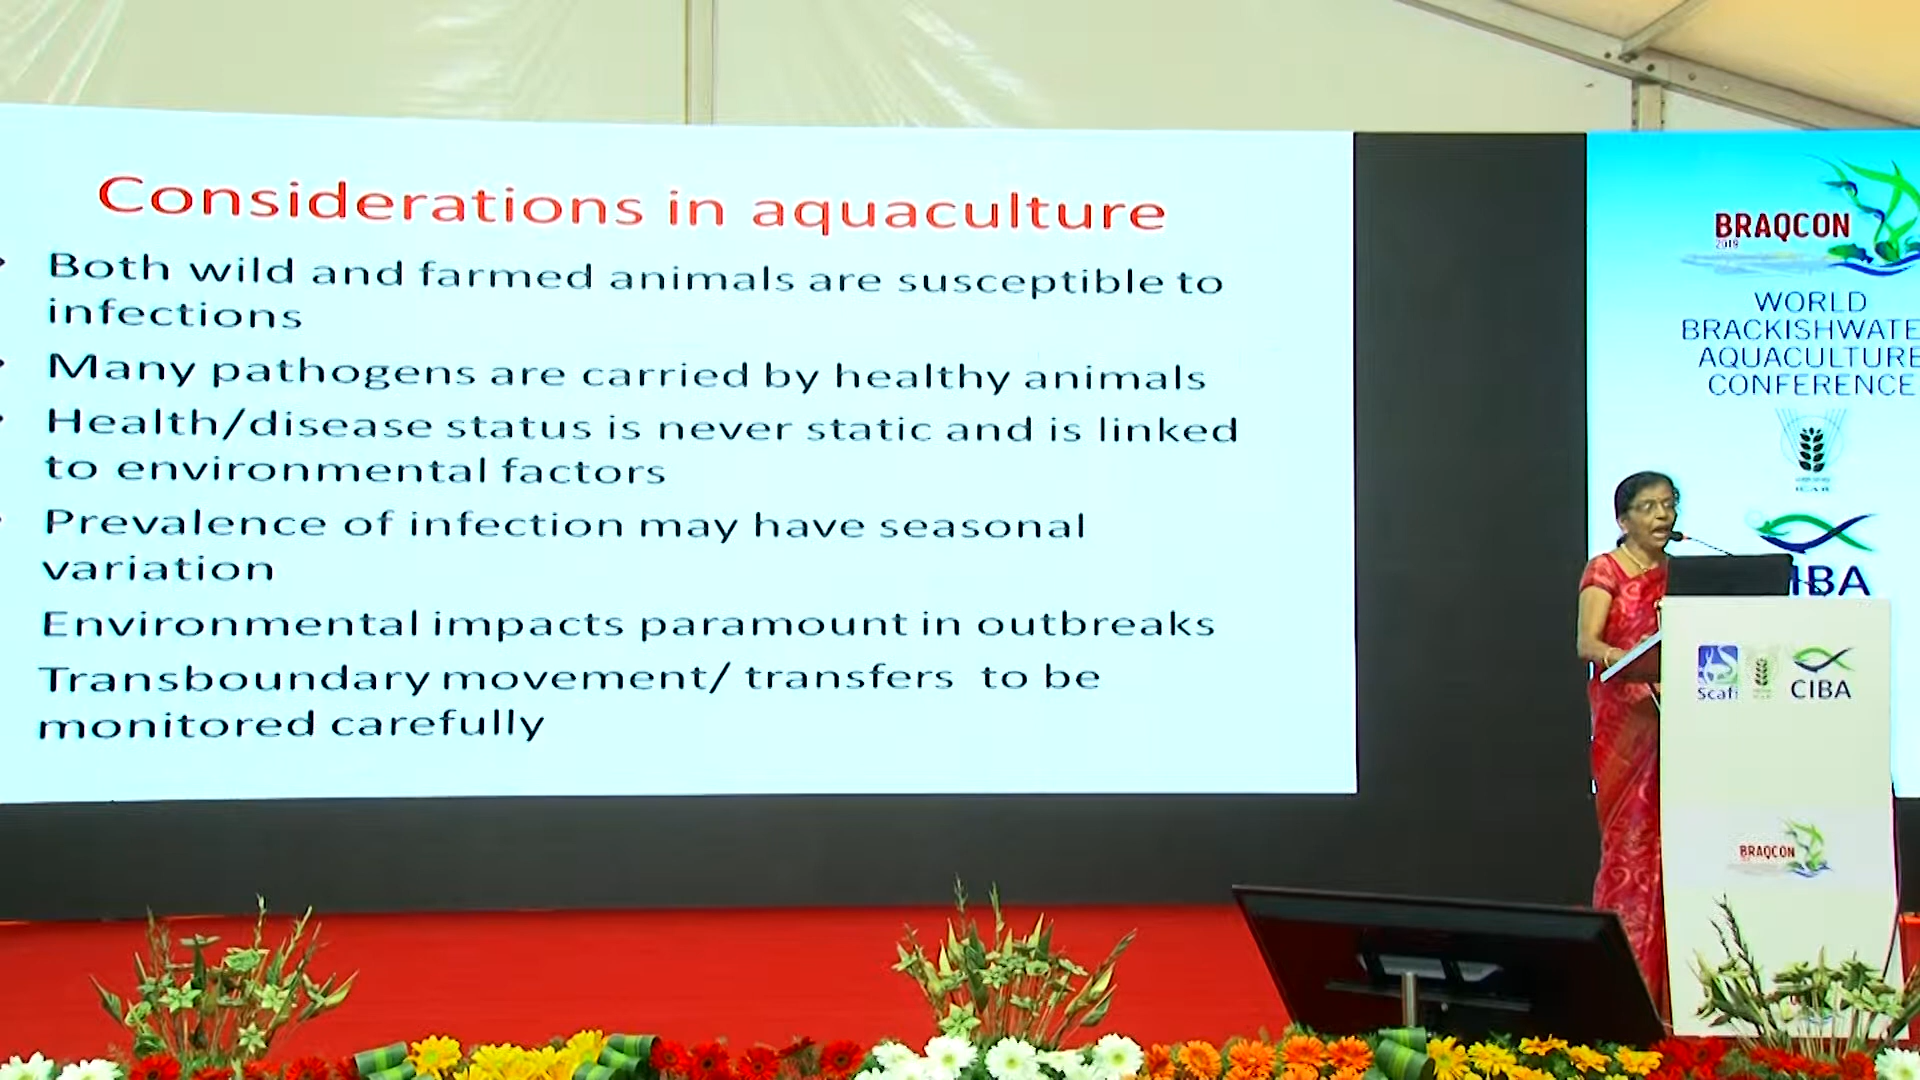 Considerations in aquaculture
Both wild and farmed animals are susceptible to
infections
Many pathogens are carried by healthy animals
Health/disease status is never static and is linked
to environmental factors
Prevalence of infection may have seasonal
variation
Environmental impacts paramount in outbreaks
Transboundary movement/ transfers to be
monitored carefully
BRAQCON
2019
WORLD
BRACKISHWATE
AQUACULTURE
CONFERENCE
IBA
Scafi
CIBA
BRAQCON